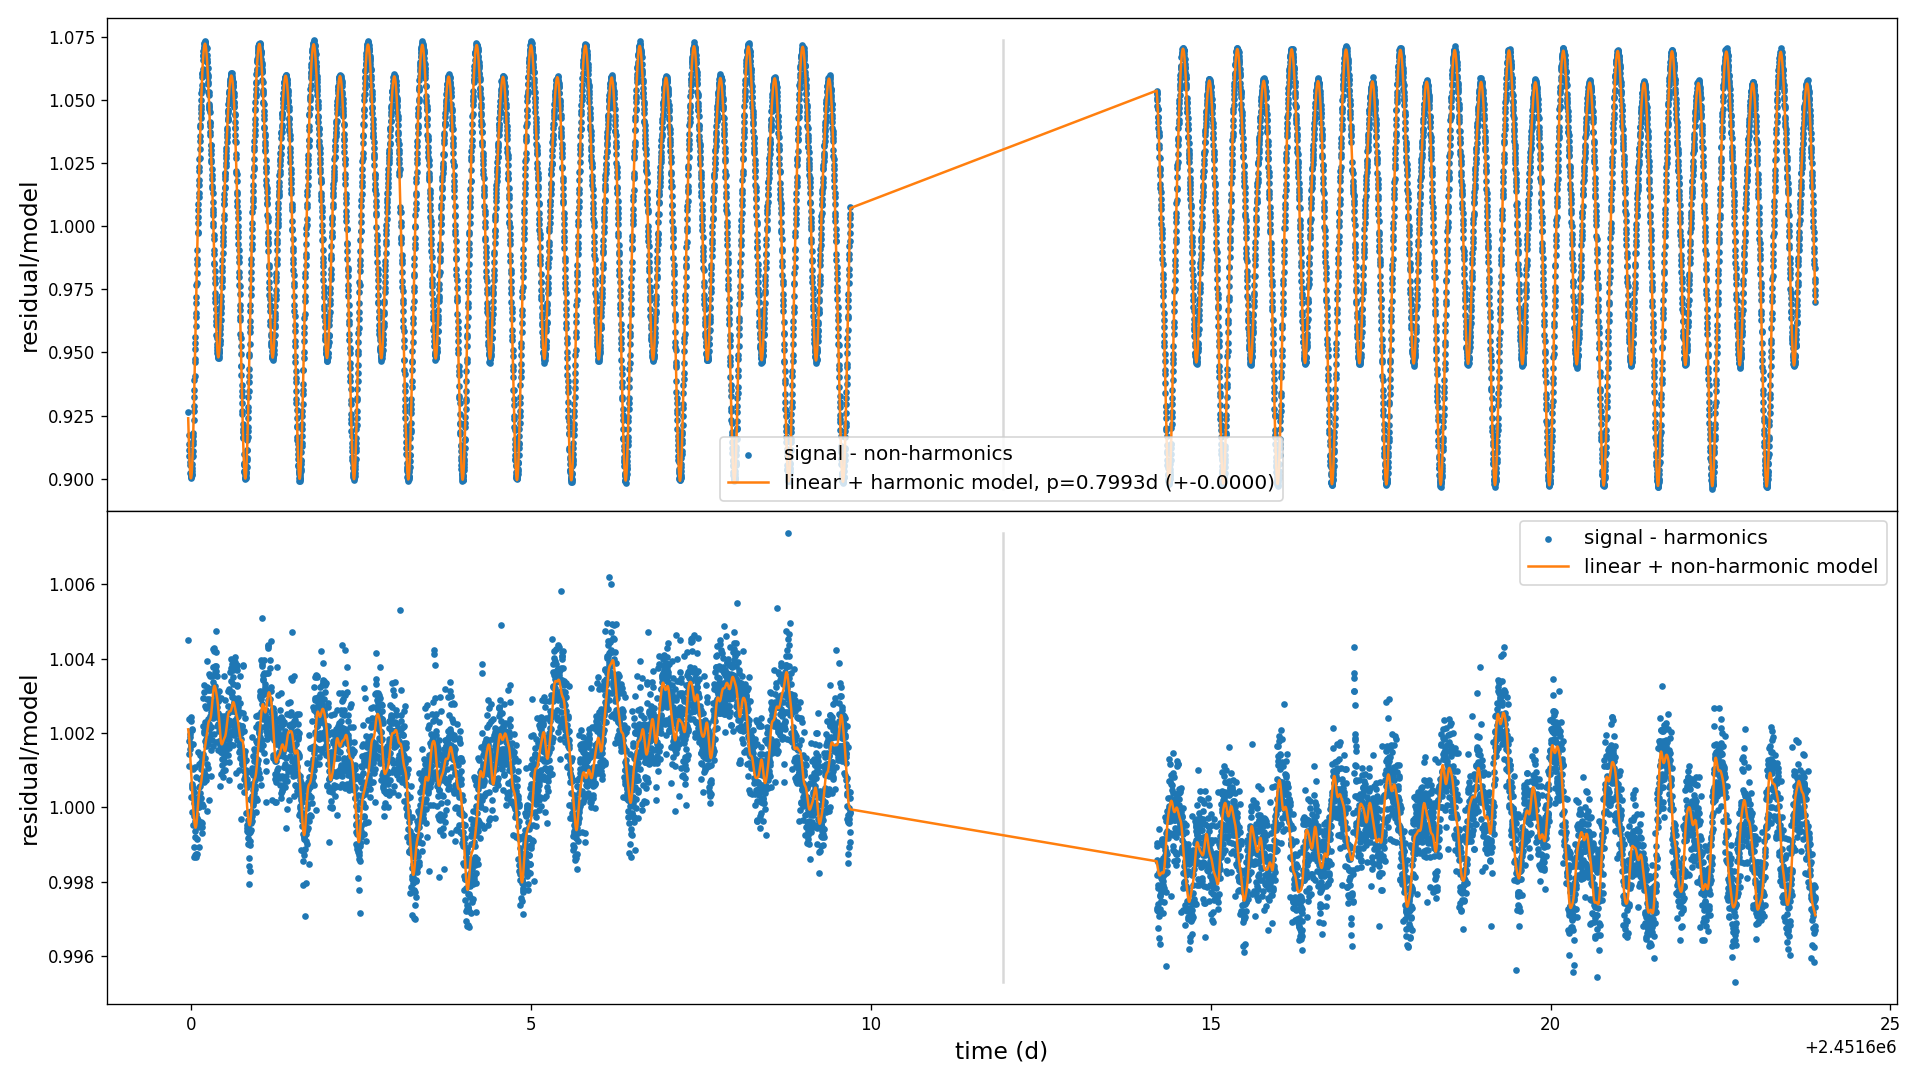 1.075
1.050
1.025
1.000
0.975
0.950
0.925
0.900
residual/model
signal - non-harmonics
linear + harmonic model, p=0.7993d (+-0.0000)
1.006
1.004
1.002
1.000
0.998
0.996
residual/model
signal - harmonics
linear + non-harmonic model
0 5 10 15 20 25
time (d)
+2.4516e6